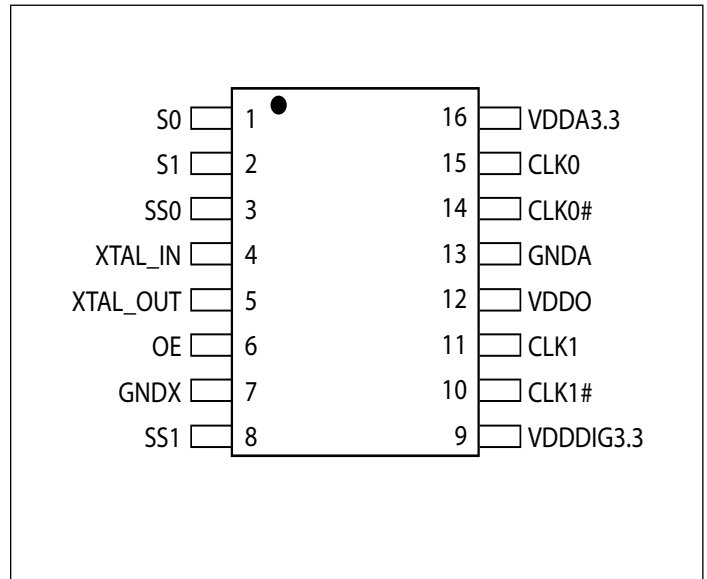 S0 1 16 VDDA3.3
S1 2 15 CLK0
SS0 3 14 CLK0#
XTAL_IN 4 13 GNDA
XTAL_OUT 5 12 VDDO
OE 6 11 CLK1
GNDX 7 10 CLK1#
SS1 8 9 VDDDIG3.3